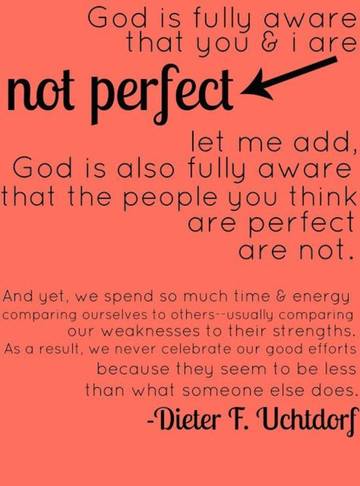 God is fully aware
that you & i are
not perfect
let me add,
God is also fully aware
that the people you think
are perfect
are not.
And yet, we spend so much time & energy
comparing ourselves to others--usually comparing
our weaknesses to their strengths.
As a result, we never celebrate our good efforts
because they seem to be less
than what someone else does.
-Dieter F. Uchtdorf